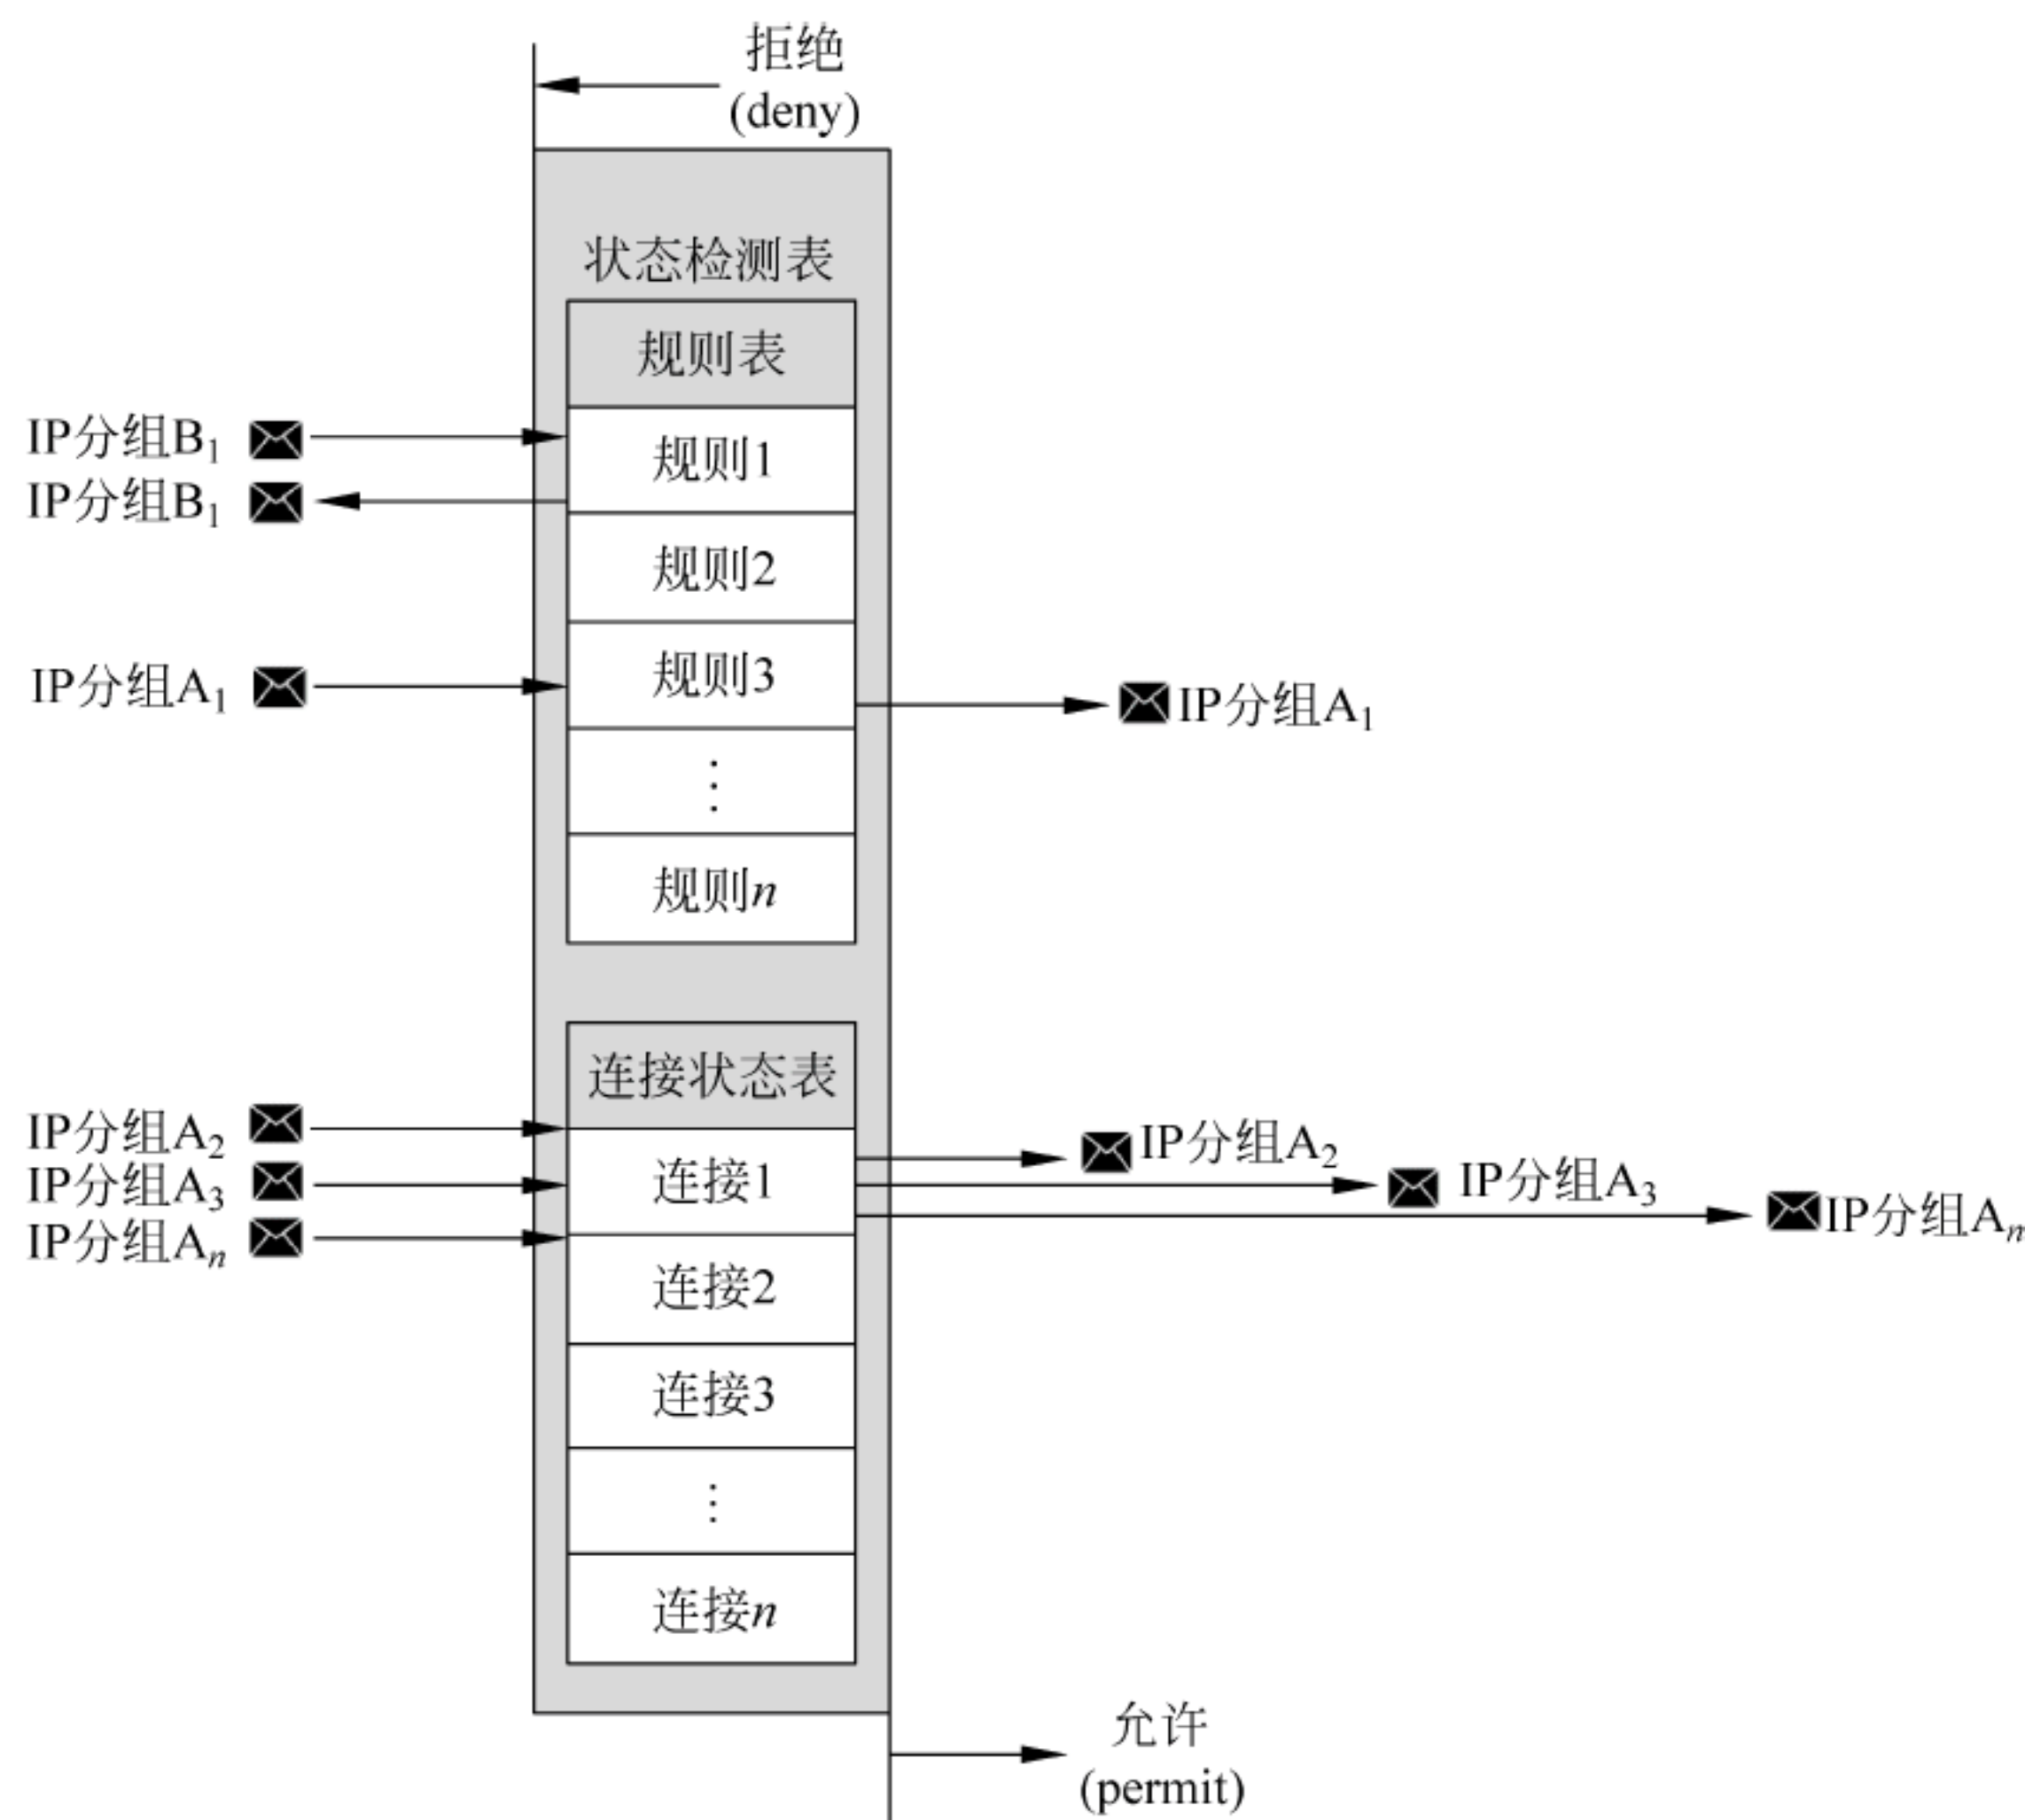 拒绝
(deny)
状态检测表
规则表
IP分组B₁
规则1
IP分组B₁
规则2
IP分组A₁
规则3
IP分组A₁
⋮
规则n
连接状态表
IP分组A₂
IP分组A₂
IP分组A₃
连接1
IP分组A₃
IP分组Aₙ
IP分组Aₙ
连接2
连接3
⋮
连接n
允许
(permit)